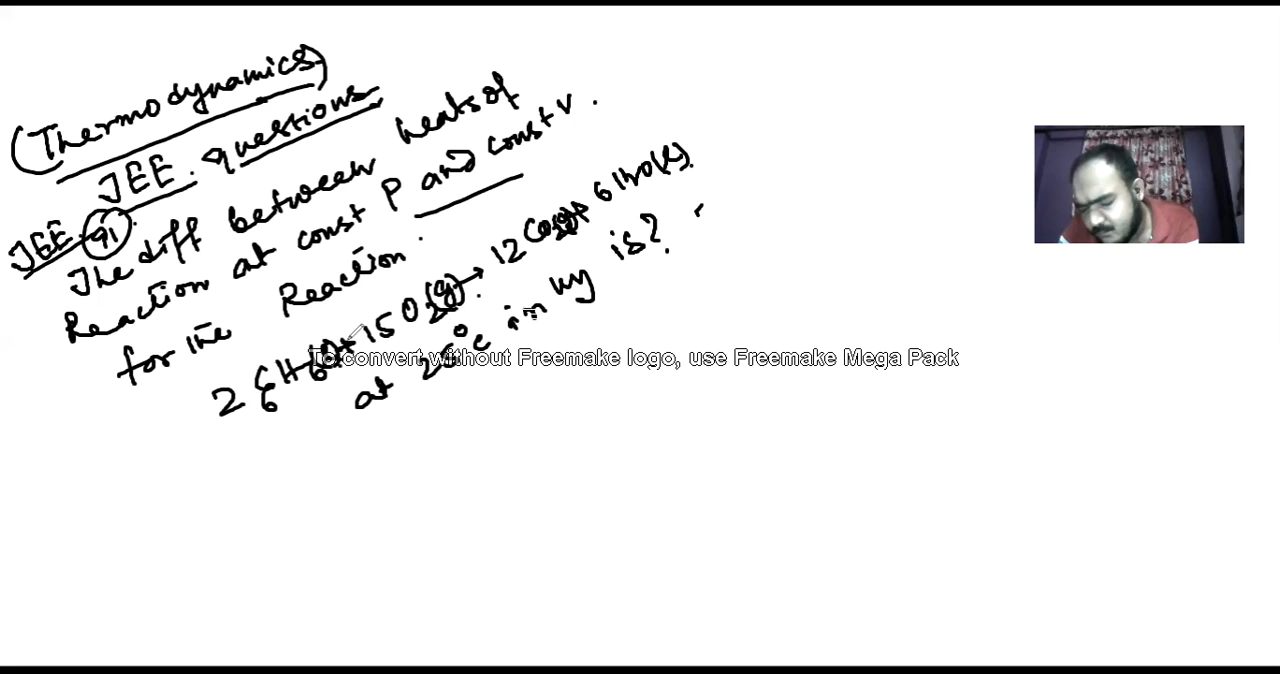 (Thermodynamics)
JEE. questions
JEE 91
The diff between heats of
Reaction at const P and const V.
for the Reaction.
2 C6H6(l) + 15 O2(g) → 12 CO2(g) + 6 H2O(l).
at 25°C in kJ is?
To convert without Freemake logo, use Freemake Mega Pack